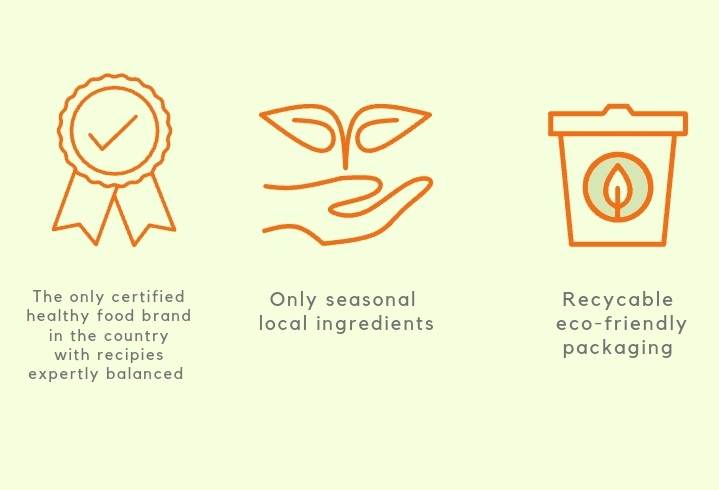 The only certified
healthy food brand
in the country
with recipies
expertly balanced
Only seasonal
local ingredients
Recycable
eco-friendly
packaging